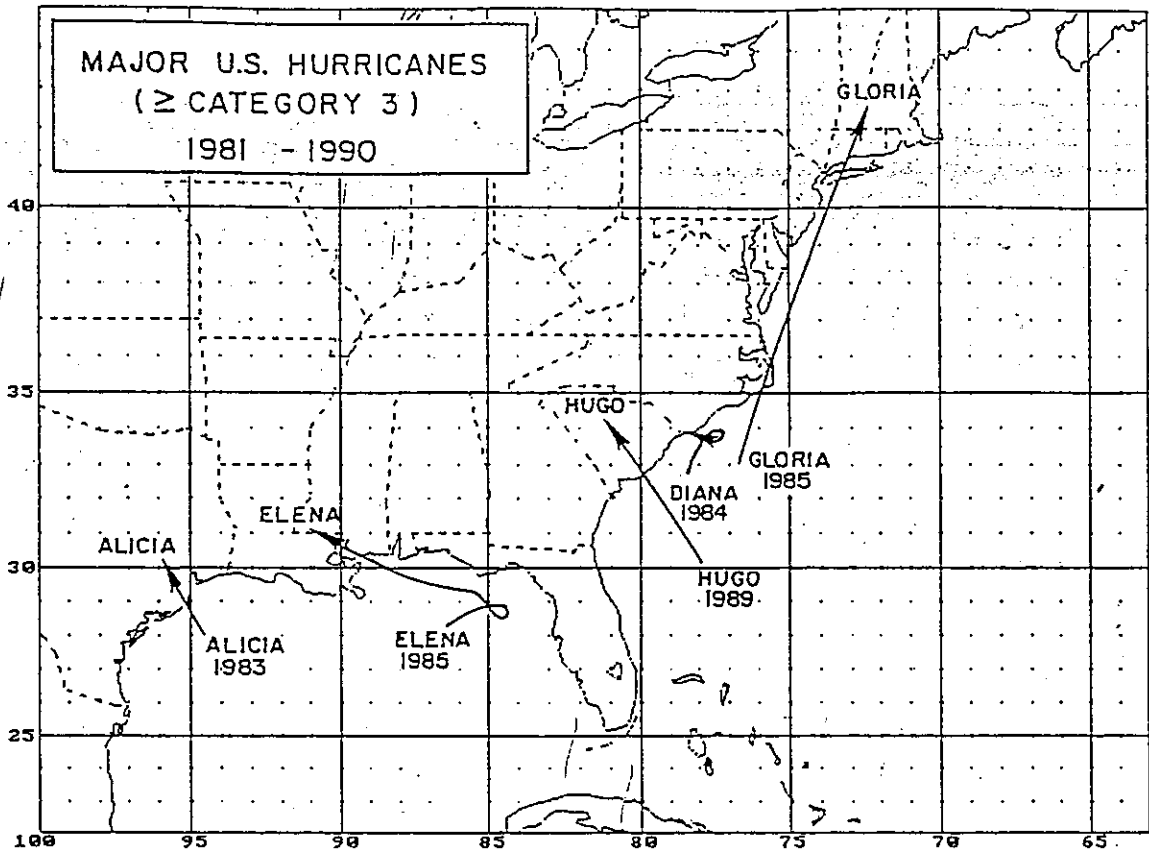 MAJOR U.S. HURRICANES
(≥ CATEGORY 3)
1981 - 1990
GLORIA
40
35
HUGO
GLORIA
1985
DIANA
1984
ELENA
ALICIA
30
HUGO
1989
ALICIA
1983
ELENA
1985
25
100 95 90 85 80 75 70 65